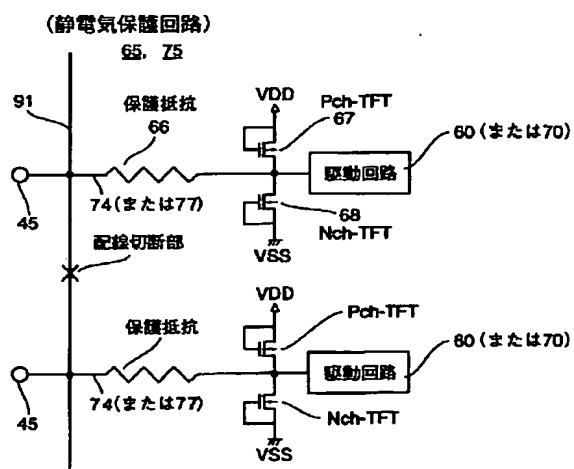 (静電気保護回路)
65, 75
91
保護抵抗
66
VDD
Pch-TFT
67
60(または70)
駆動回路
45
74(または77)
68
Nch-TFT
VSS
配線切断部
VDD
保護抵抗
Pch-TFT
60(または70)
駆動回路
74(または77)
45
Nch-TFT
VSS